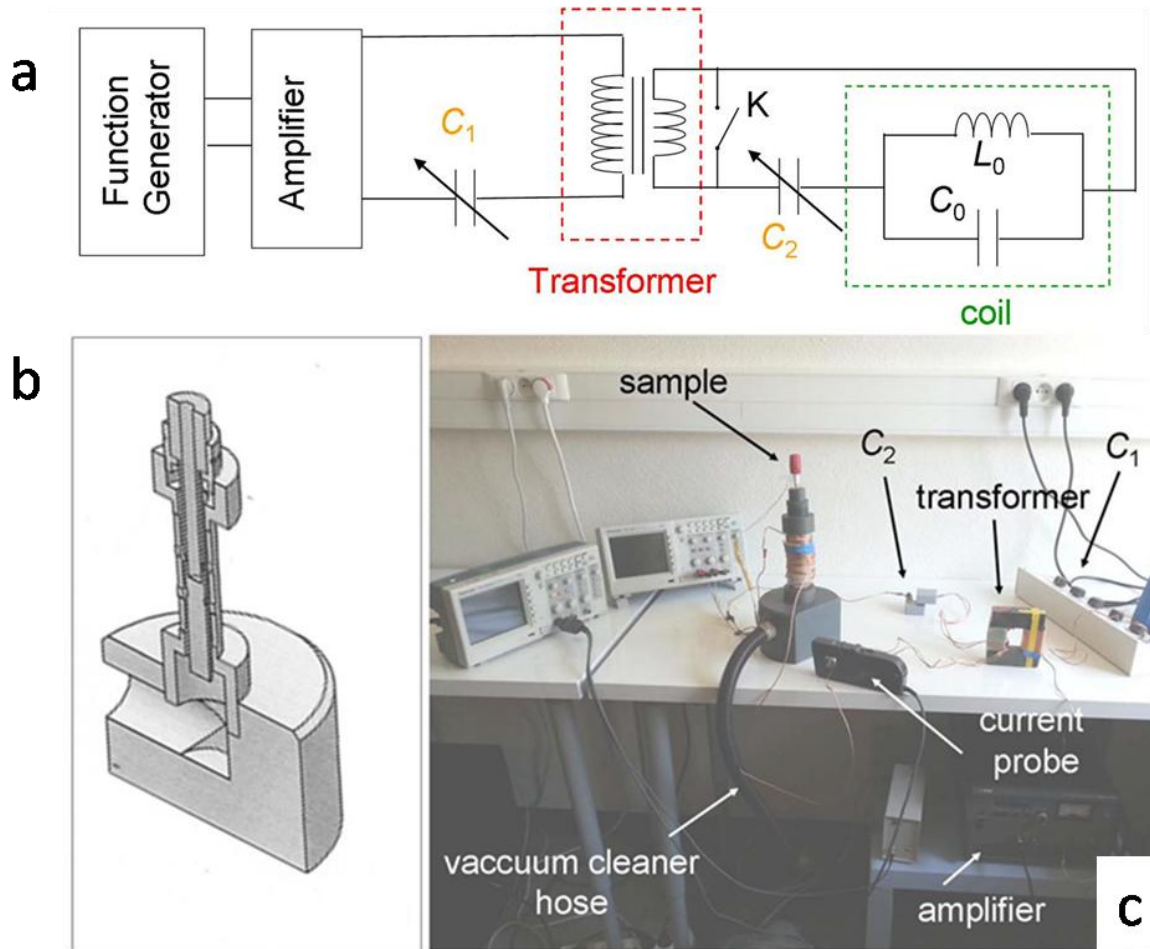 a
Function
Generator
Amplifier
C1
Transformer
K
C2
L0
C0
coil
b
sample
C2
C1
transformer
current
probe
vaccuum cleaner
hose
amplifier
c